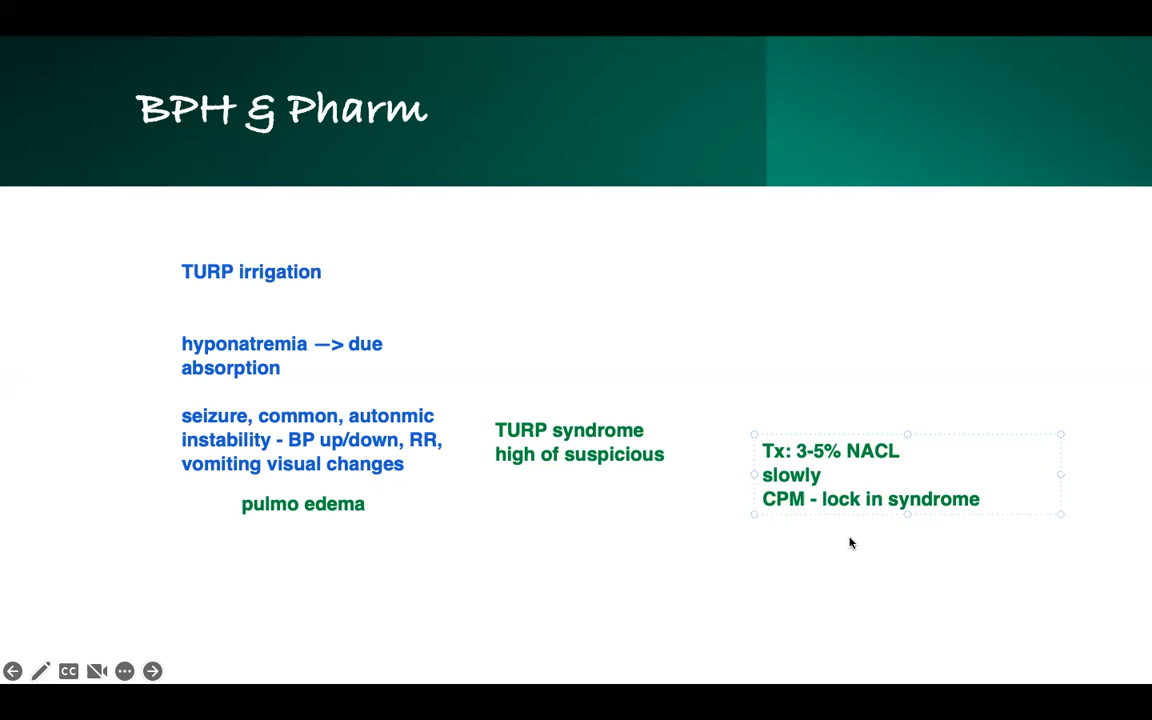 BPH & Pharm
TURP irrigation
hyponatremia —> due
absorption
seizure, common, autonmic
instability - BP up/down, RR,
vomiting visual changes
pulmo edema
TURP syndrome
high of suspicious
Tx: 3-5% NACL
slowly
CPM - lock in syndrome
CC